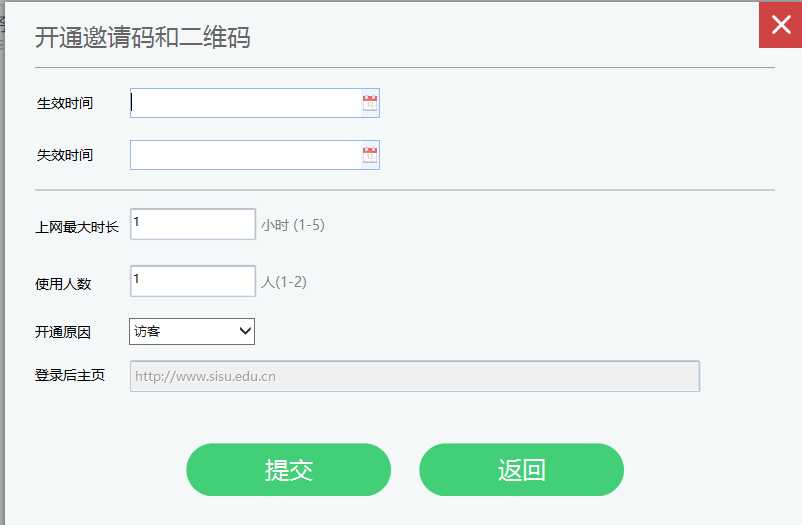 开通邀请码和二维码
生效时间
失效时间
上网最大时长 1 小时 (1-5)
使用人数 1 人(1-2)
开通原因 访客
登录后主页 http://www.sisu.edu.cn
提交 返回